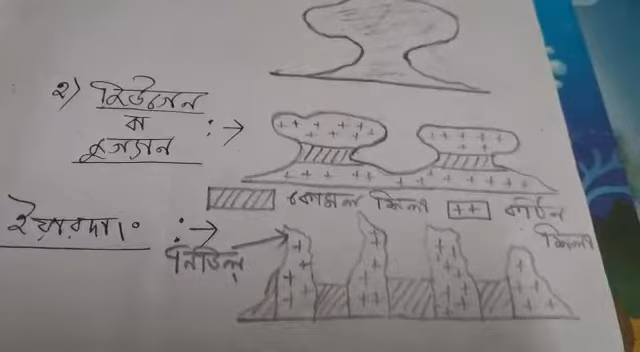 ২) জিউগেন
বা
জুগ্যান
কোমল শিলা
কঠিন শিলা
ইয়ারদাং
নিডিল্